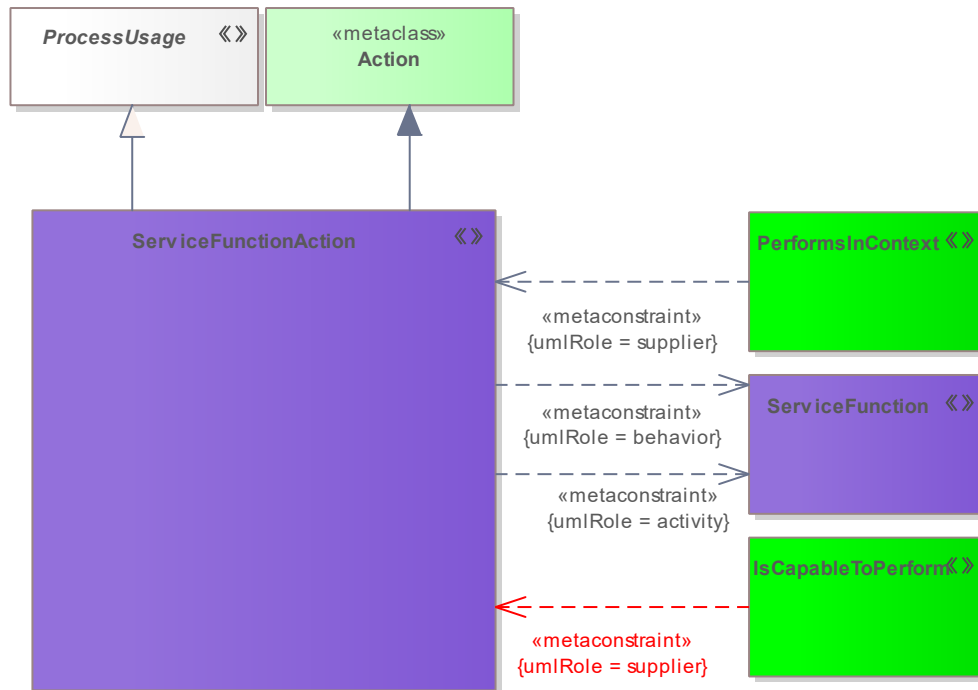 ProcessUsage «»
«metaclass»
Action
ServiceFunctionAction «»
PerformsInContext «»
«metaconstraint»
{umlRole = supplier}
ServiceFunction «»
«metaconstraint»
{umlRole = behavior}
«metaconstraint»
{umlRole = activity}
IsCapableToPerform «»
«metaconstraint»
{umlRole = supplier}